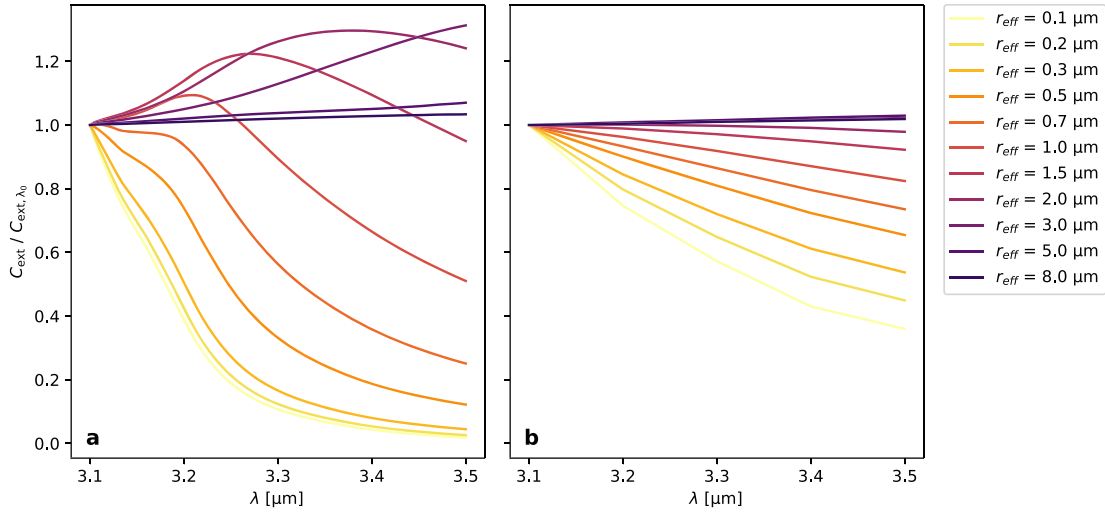 C_ext / C_ext,λ₀
1.2
1.0
0.8
0.6
0.4
0.2
0.0
a
3.1 3.2 3.3 3.4 3.5
λ [μm]
b
3.1 3.2 3.3 3.4 3.5
λ [μm]
r_eff = 0.1 μm
r_eff = 0.2 μm
r_eff = 0.3 μm
r_eff = 0.5 μm
r_eff = 0.7 μm
r_eff = 1.0 μm
r_eff = 1.5 μm
r_eff = 2.0 μm
r_eff = 3.0 μm
r_eff = 5.0 μm
r_eff = 8.0 μm